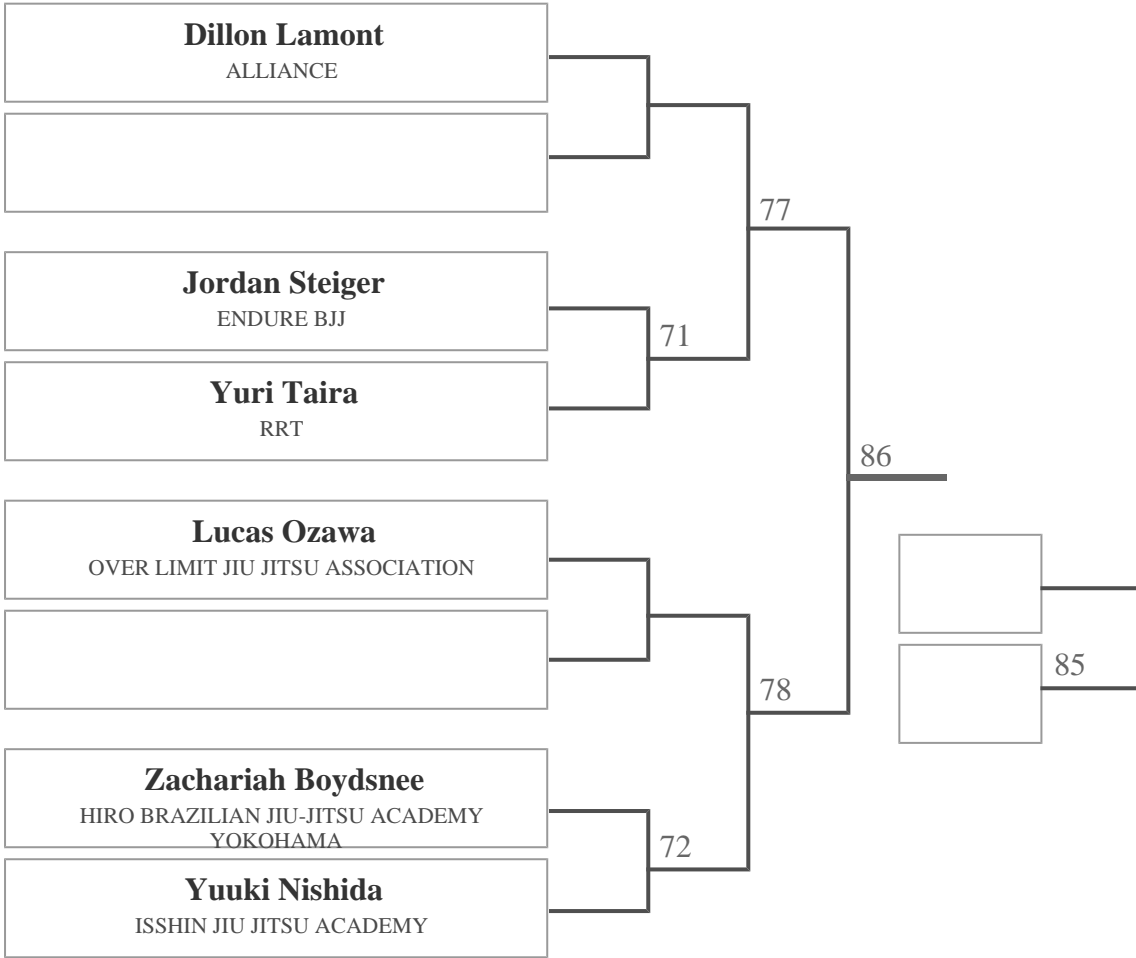 Dillon Lamont
ALLIANCE
77
Jordan Steiger
ENDURE BJJ
71
Yuri Taira
RRT
86
Lucas Ozawa
OVER LIMIT JIU JITSU ASSOCIATION
85
78
Zachariah Boydsnee
HIRO BRAZILIAN JIU-JITSU ACADEMY
YOKOHAMA
72
Yuuki Nishida
ISSHIN JIU JITSU ACADEMY